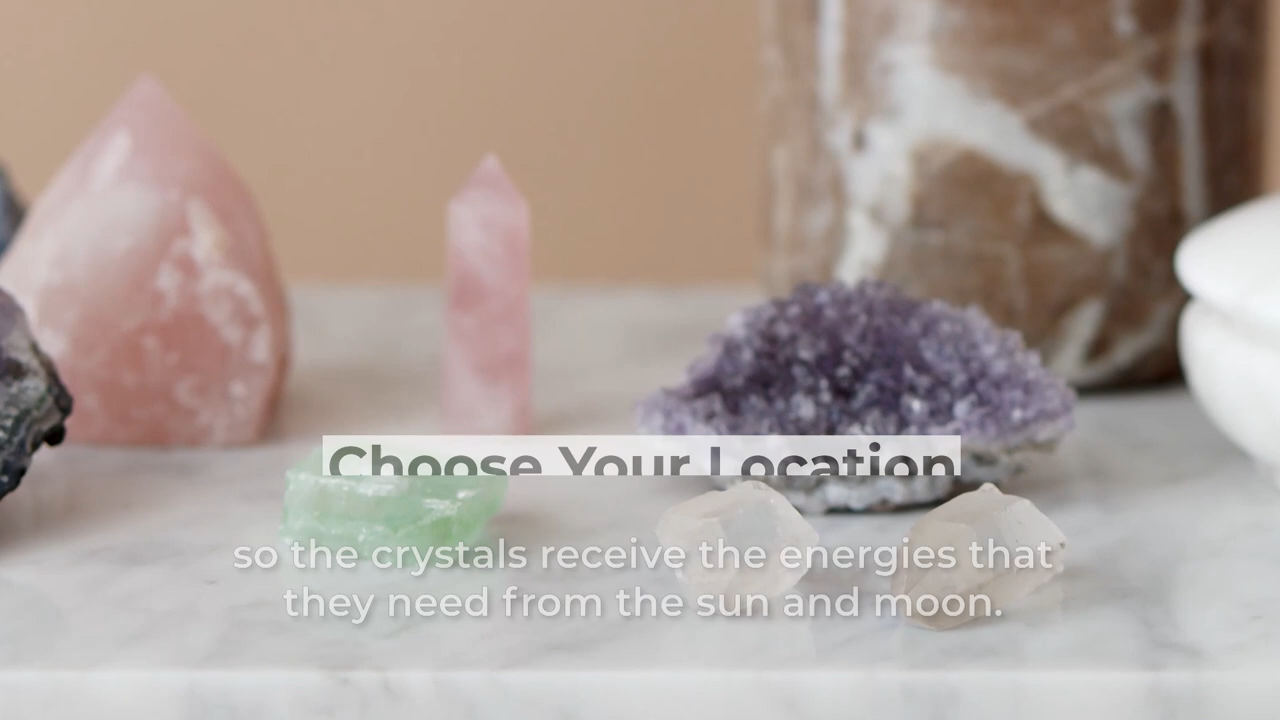 Choose Your Location
so the crystals receive the energies that
they need from the sun and moon.